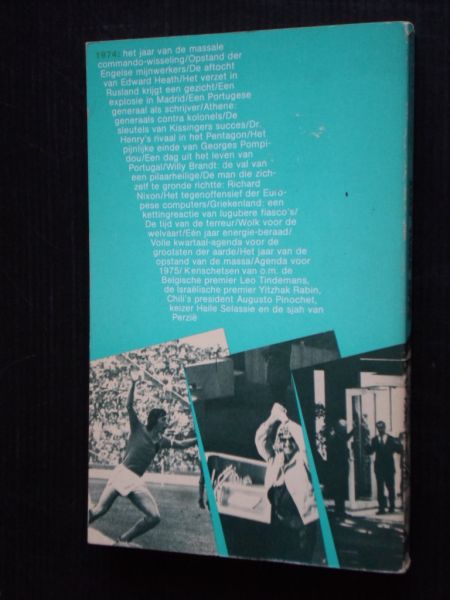 1974: het jaar van de massale
commando-wisseling/Opstand der
Engelse mijnwerkers/De aftocht
van Edward Heath/Het verzet in
Rusland krijgt een gezicht/Een
explosie in Madrid/Een Portugese
generaal als schrijver/Athene:
generaals contra kolonels/De
sleutels van Kissingers succes/Dr.
Henry's rivaal in het Pentagon/Het
pijnlijke einde van Georges Pompi-
dou/Een dag uit het leven van
Portugal/Willy Brandt: de val van
een pilaarheilige/De man die zich-
zelf te gronde richtte: Richard
Nixon/Het tegenoffensief der Euro-
pese computers/Griekenland: een
kettingreactie van lugubere fiasco's/
De tijd van de terreur/Wolk voor de
welvaart/Eén jaar energie-beraad/
Volle kwartaal-agenda voor de
grootsten der aarde/Het jaar van de
opstand van de massa/Agenda voor
1975/Kenschetsen van o.m. de
Belgische premier Leo Tindemans,
de Israëlische premier Yitzhak Rabin,
Chili's president Augusto Pinochet,
keizer Haile Selassie en de sjah van
Perzië